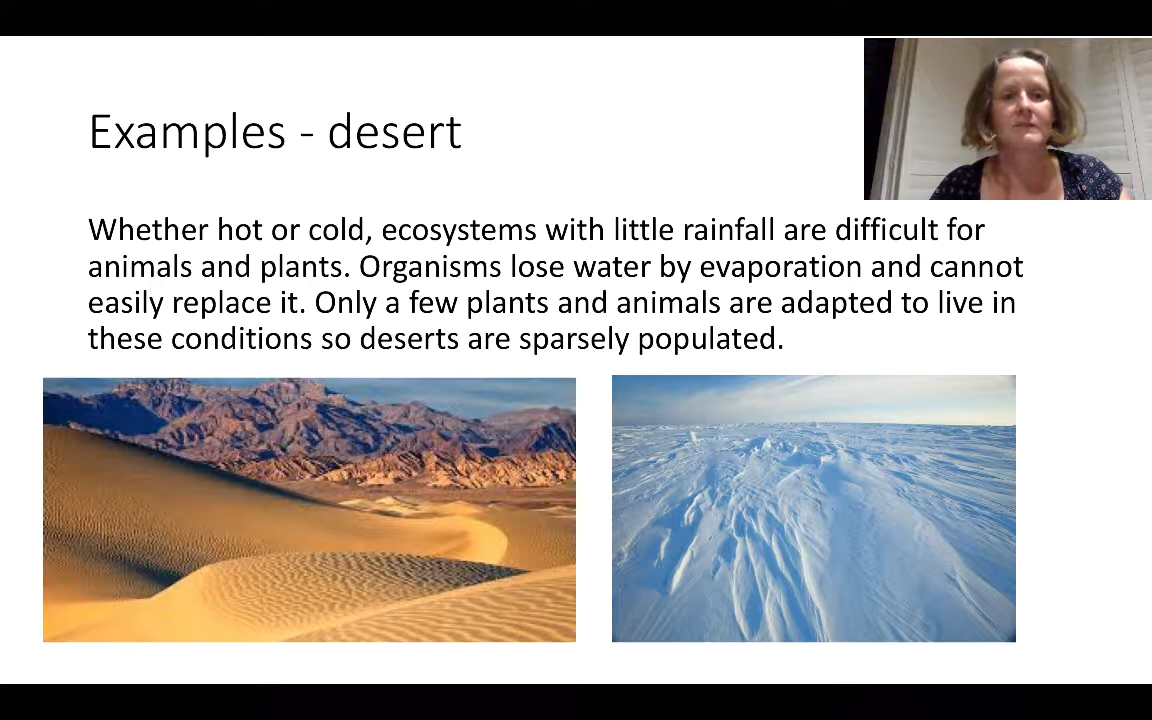 Examples - desert
Whether hot or cold, ecosystems with little rainfall are difficult for
animals and plants. Organisms lose water by evaporation and cannot
easily replace it. Only a few plants and animals are adapted to live in
these conditions so deserts are sparsely populated.